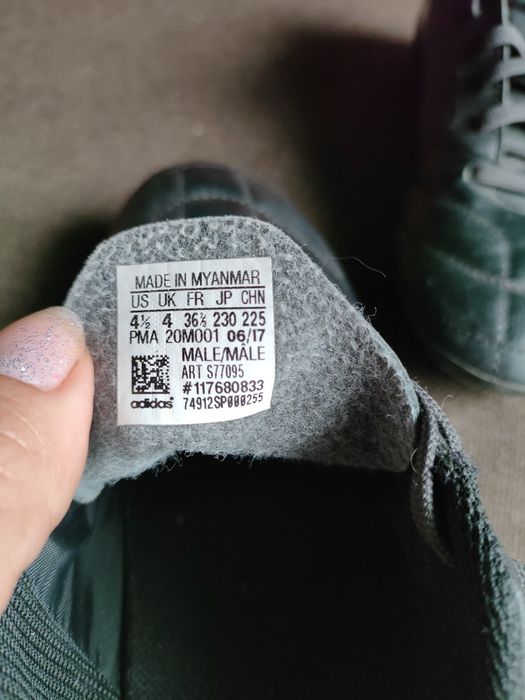 MADE IN MYANMAR
US UK FR JP CHN
4½ 4 36⅔ 230 225
PMA 20M001 06/17
MALE/MÂLE
ART S77095
#117680833
adidas 74912SP000255